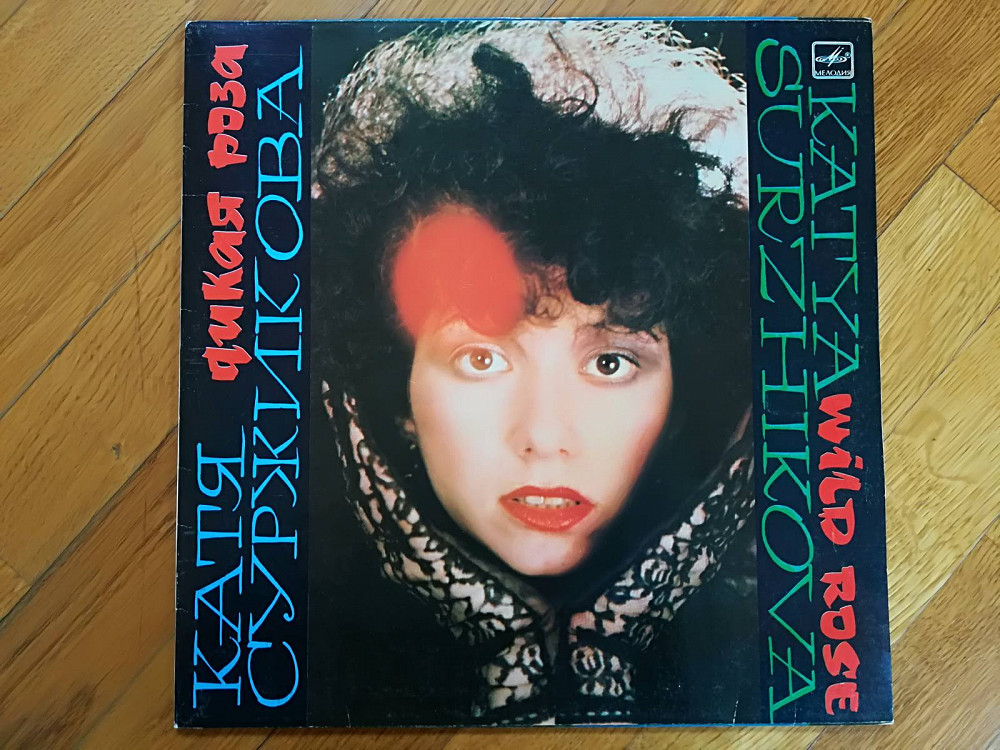 КАТЯ
СУРЖИКОВА
дикая роза
МЕЛОДИЯ
KATYA
SURZHIKOVA
WiLD ROSE